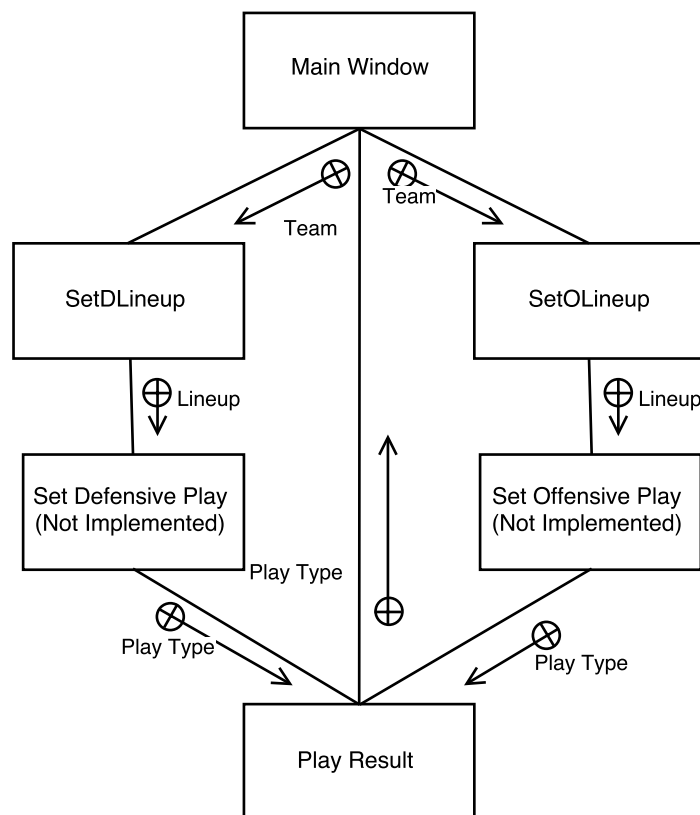 Main Window
Team
Team
SetDLineup
SetOLineup
Lineup
Lineup
Set Defensive Play
(Not Implemented)
Set Offensive Play
(Not Implemented)
Play Type
Play Type
Play Type
Play Result